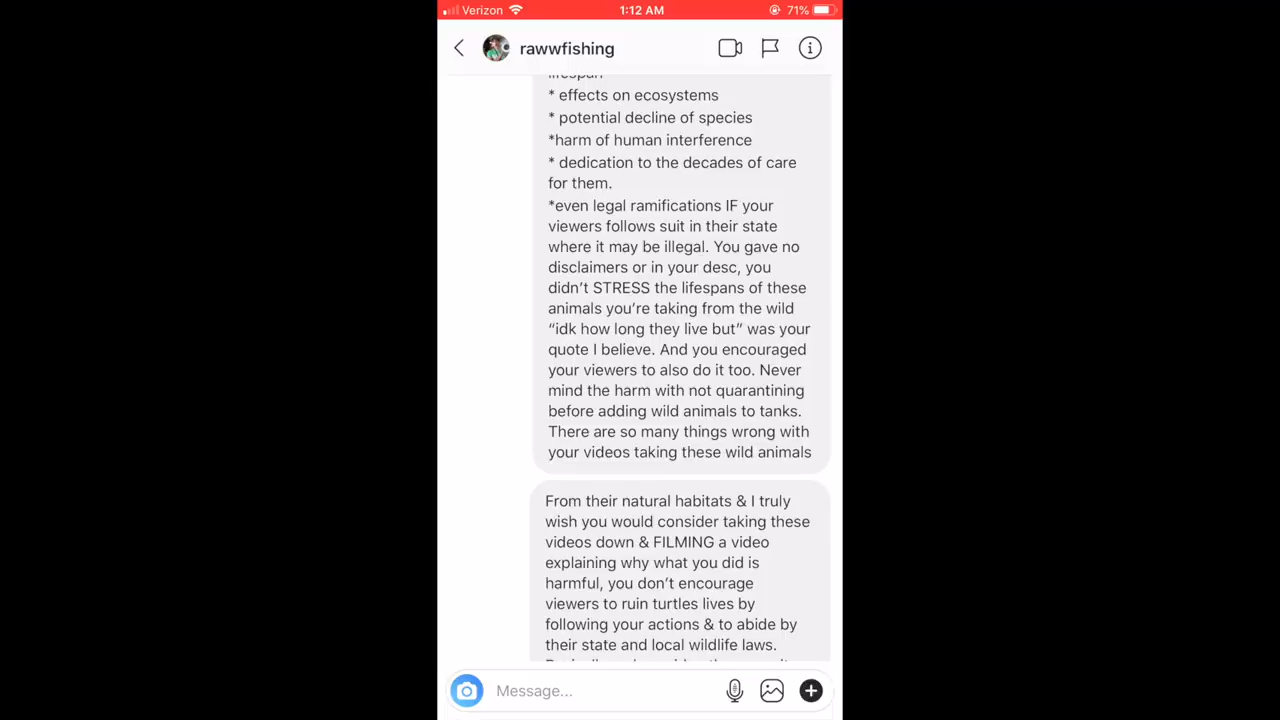 Verizon 1:12 AM 71%
rawwfishing
lifespan
* effects on ecosystems
* potential decline of species
*harm of human interference
* dedication to the decades of care
for them.
*even legal ramifications IF your
viewers follows suit in their state
where it may be illegal. You gave no
disclaimers or in your desc, you
didn’t STRESS the lifespans of these
animals you’re taking from the wild
“idk how long they live but” was your
quote I believe. And you encouraged
your viewers to also do it too. Never
mind the harm with not quarantining
before adding wild animals to tanks.
There are so many things wrong with
your videos taking these wild animals
From their natural habitats & I truly
wish you would consider taking these
videos down & FILMING a video
explaining why what you did is
harmful, you don’t encourage
viewers to ruin turtles lives by
following your actions & to abide by
their state and local wildlife laws.
Message...